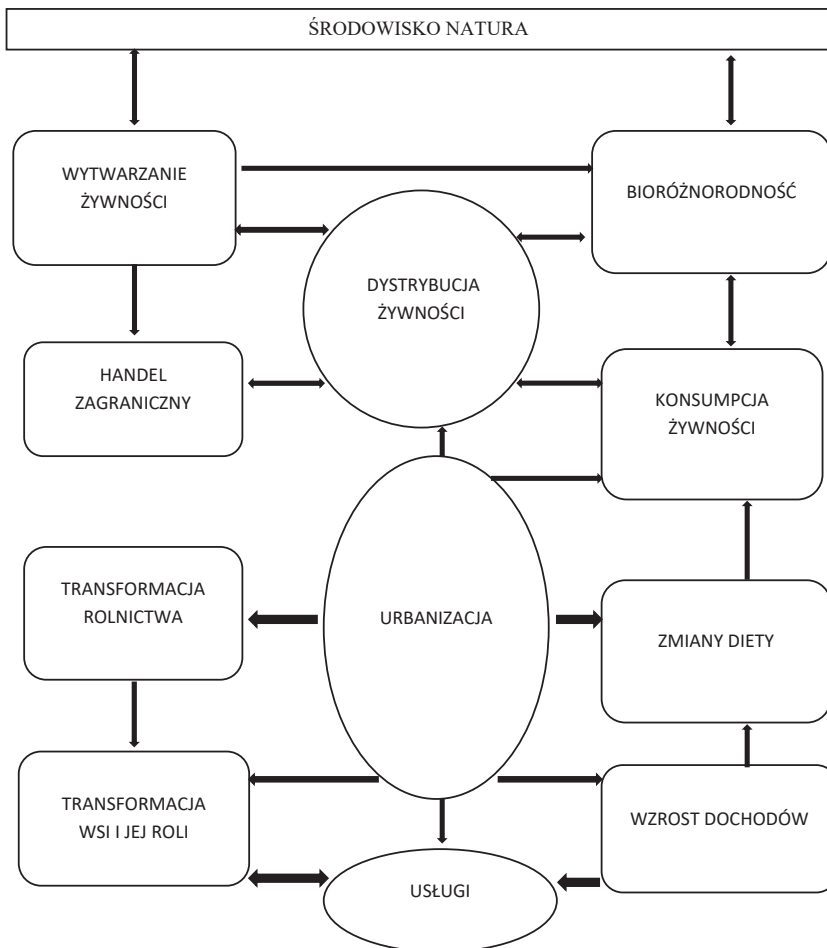 ŚRODOWISKO NATURA
WYTWARZANIE
ŻYWNOŚCI
BIORÓŻNORODNOŚĆ
DYSTRYBUCJA
ŻYWNOŚCI
HANDEL
ZAGRANICZNY
KONSUMPCJA
ŻYWNOŚCI
TRANSFORMACJA
ROLNICTWA
URBANIZACJA
ZMIANY DIETY
TRANSFORMACJA
WSI I JEJ ROLI
WZROST DOCHODÓW
USŁUGI